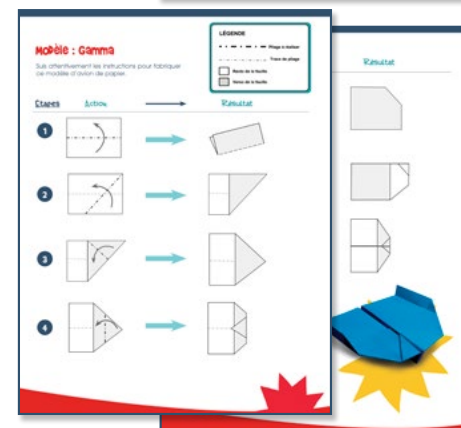 Modèle : Gamma
Suis attentivement les instructions pour fabriquer
ce modèle d'avion de papier.
LÉGENDE
Pliage à réaliser
Trace de pliage
Recto de la feuille
Verso de la feuille
Étapes Action Résultat
1
2
3
4
Résultat